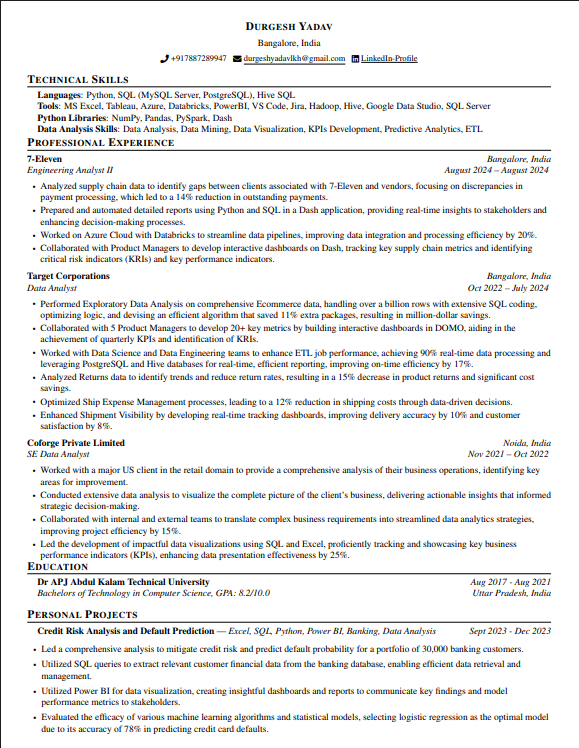 DURGESH YADAV
Bangalore, India
+917887289947 durgeshyadavlkh@gmail.com LinkedIn-Profile
TECHNICAL SKILLS
Languages: Python, SQL (MySQL Server, PostgreSQL), Hive SQL
Tools: MS Excel, Tableau, Azure, Databricks, PowerBI, VS Code, Jira, Hadoop, Hive, Google Data Studio, SQL Server
Python Libraries: NumPy, Pandas, PySpark, Dash
Data Analysis Skills: Data Analysis, Data Mining, Data Visualization, KPIs Development, Predictive Analytics, ETL
PROFESSIONAL EXPERIENCE
7-Eleven Bangalore, India
Engineering Analyst II August 2024 – August 2024
• Analyzed supply chain data to identify gaps between clients associated with 7-Eleven and vendors, focusing on discrepancies in
payment processing, which led to a 14% reduction in outstanding payments.
• Prepared and automated detailed reports using Python and SQL in a Dash application, providing real-time insights to stakeholders and
enhancing decision-making processes.
• Worked on Azure Cloud with Databricks to streamline data pipelines, improving data integration and processing efficiency by 20%.
• Collaborated with Product Managers to develop interactive dashboards on Dash, tracking key supply chain metrics and identifying
critical risk indicators (KRIs) and key performance indicators.
Target Corporations Bangalore, India
Data Analyst Oct 2022 – July 2024
• Performed Exploratory Data Analysis on comprehensive Ecommerce data, handling over a billion rows with extensive SQL coding,
optimizing logic, and devising an efficient algorithm that saved 11% extra packages, resulting in million-dollar savings.
• Collaborated with 5 Product Managers to develop 20+ key metrics by building interactive dashboards in DOMO, aiding in the
achievement of quarterly KPIs and identification of KRIs.
• Worked with Data Science and Data Engineering teams to enhance ETL job performance, achieving 90% real-time data processing and
leveraging PostgreSQL and Hive databases for real-time, efficient reporting, improving on-time efficiency by 17%.
• Analyzed Returns data to identify trends and reduce return rates, resulting in a 15% decrease in product returns and significant cost
savings.
• Optimized Ship Expense Management processes, leading to a 12% reduction in shipping costs through data-driven decisions.
• Enhanced Shipment Visibility by developing real-time tracking dashboards, improving delivery accuracy by 10% and customer
satisfaction by 8%.
Coforge Private Limited Noida, India
SE Data Analyst Nov 2021 – Oct 2022
• Worked with a major US client in the retail domain to provide a comprehensive analysis of their business operations, identifying key
areas for improvement.
• Conducted extensive data analysis to visualize the complete picture of the client's business, delivering actionable insights that informed
strategic decision-making.
• Collaborated with internal and external teams to translate complex business requirements into streamlined data analytics strategies,
improving project efficiency by 15%.
• Led the development of impactful data visualizations using SQL and Excel, proficiently tracking and showcasing key business
performance indicators (KPIs), enhancing data presentation effectiveness by 25%.
EDUCATION
Dr APJ Abdul Kalam Technical University Aug 2017 - Aug 2021
Bachelors of Technology in Computer Science, GPA: 8.2/10.0 Uttar Pradesh, India
PERSONAL PROJECTS
Credit Risk Analysis and Default Prediction — Excel, SQL, Python, Power BI, Banking, Data Analysis Sept 2023 - Dec 2023
• Led a comprehensive analysis to mitigate credit risk and predict default probability for a portfolio of 30,000 banking customers.
• Utilized SQL queries to extract relevant customer financial data from the banking database, enabling efficient data retrieval and
management.
• Utilized Power BI for data visualization, creating insightful dashboards and reports to communicate key findings and model
performance metrics to stakeholders.
• Evaluated the efficacy of various machine learning algorithms and statistical models, selecting logistic regression as the optimal model
due to its accuracy of 78% in predicting credit card defaults.